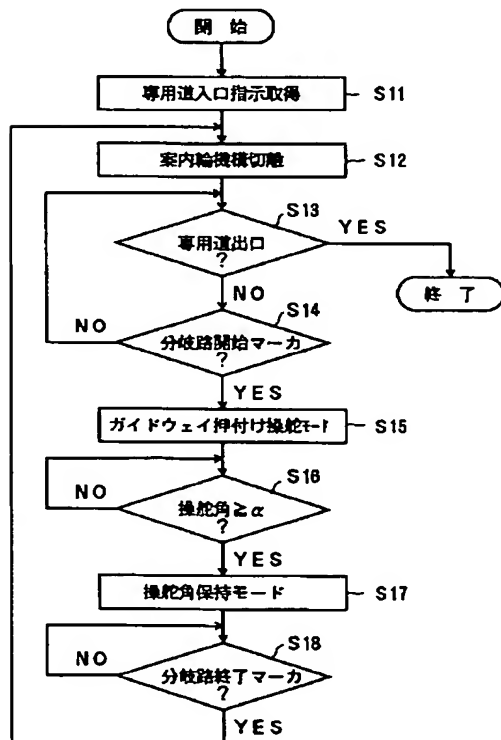 開始
専用道入口指示取得
S11
案内輪機構切離
S12
S13
専用道出口
?
YES
終了
NO
S14
NO
分岐路開始マーカ
?
YES
ガイドウェイ押付け操舵モード
S15
S16
NO
操舵角≧α
?
YES
操舵角保持モード
S17
S18
NO
分岐路終了マーカ
?
YES